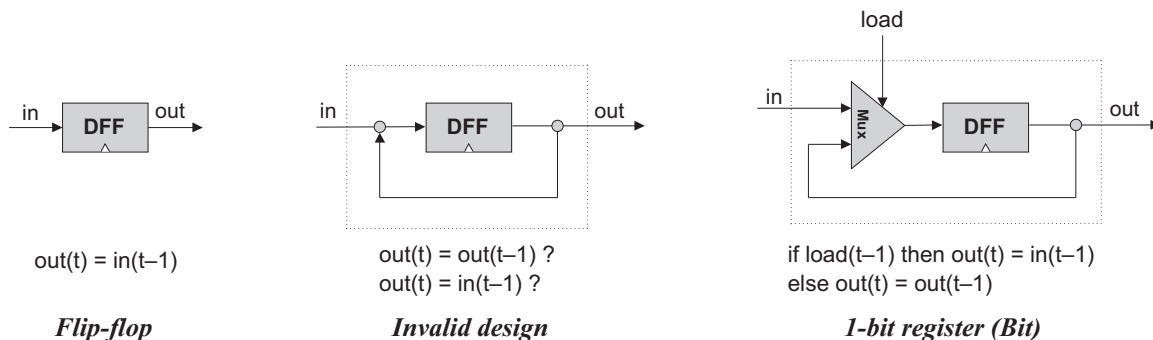 in
DFF
out
out(t) = in(t–1)
Flip-flop
in
DFF
out
out(t) = out(t–1) ?
out(t) = in(t–1) ?
Invalid design
load
in
Mux
DFF
out
if load(t–1) then out(t) = in(t–1)
else out(t) = out(t–1)
1-bit register (Bit)